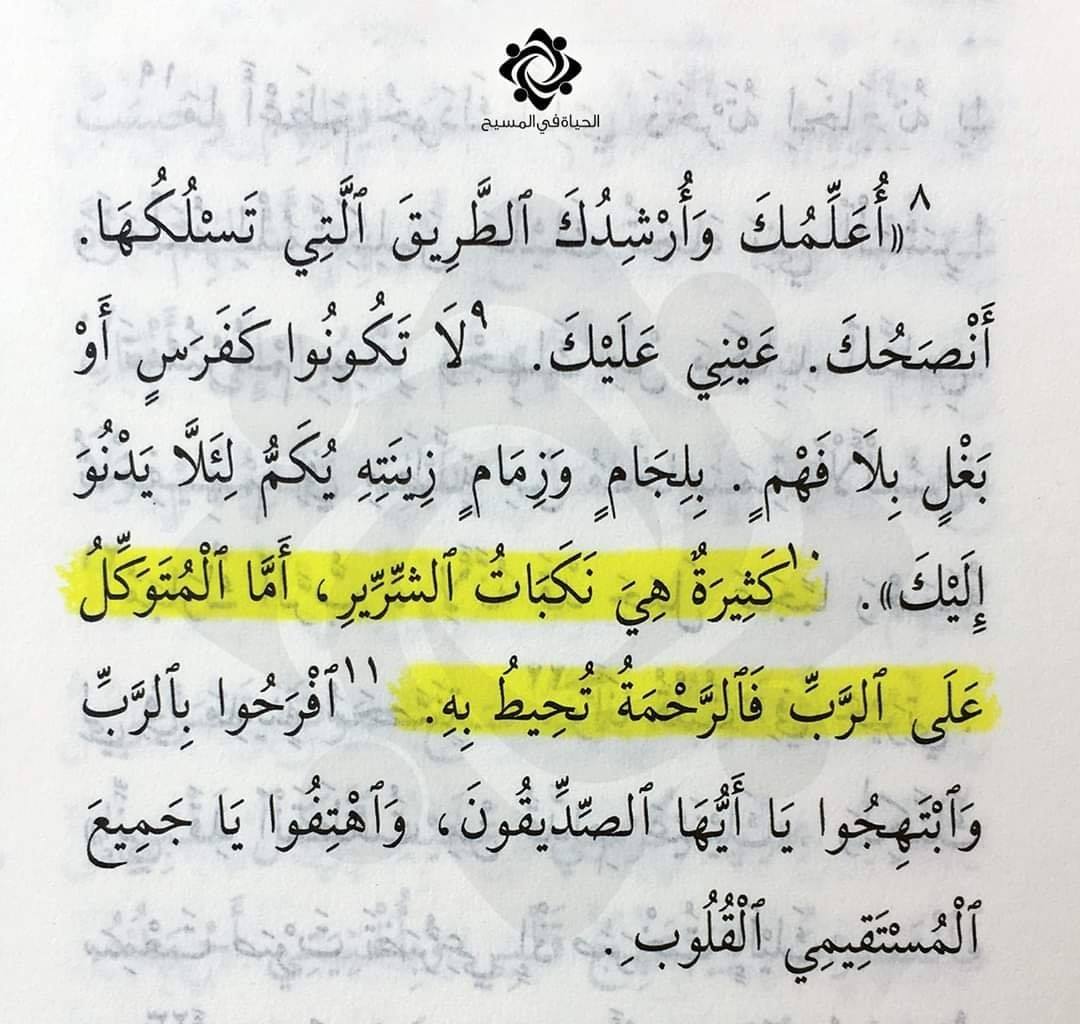 الحياة في المسيح
٨ «أُعَلِّمُكَ وَأُرْشِدُكَ ٱلطَّرِيقَ ٱلَّتِي تَسْلُكُهَا.
أَنْصَحُكَ. عَيْنِي عَلَيْكَ. ٩ لَا تَكُونُوا كَفَرَسٍ أَوْ
بَغْلٍ بِلَا فَهْمٍ. بِلِجَامٍ وَزِمَامٍ زِينَتِهِ يُكَمُّ لِئَلَّا يَدْنُوَ
إِلَيْكَ». ١٠ كَثِيرَةٌ هِيَ نَكَبَاتُ ٱلشِّرِّيرِ، أَمَّا ٱلْمُتَوَكِّلُ
عَلَى ٱلرَّبِّ فَٱلرَّحْمَةُ تُحِيطُ بِهِ. ١١ ٱفْرَحُوا بِٱلرَّبِّ
وَٱبْتَهِجُوا يَا أَيُّهَا ٱلصِّدِّيقُونَ، وَٱهْتِفُوا يَا جَمِيعَ
ٱلْمُسْتَقِيمِي ٱلْقُلُوبِ.